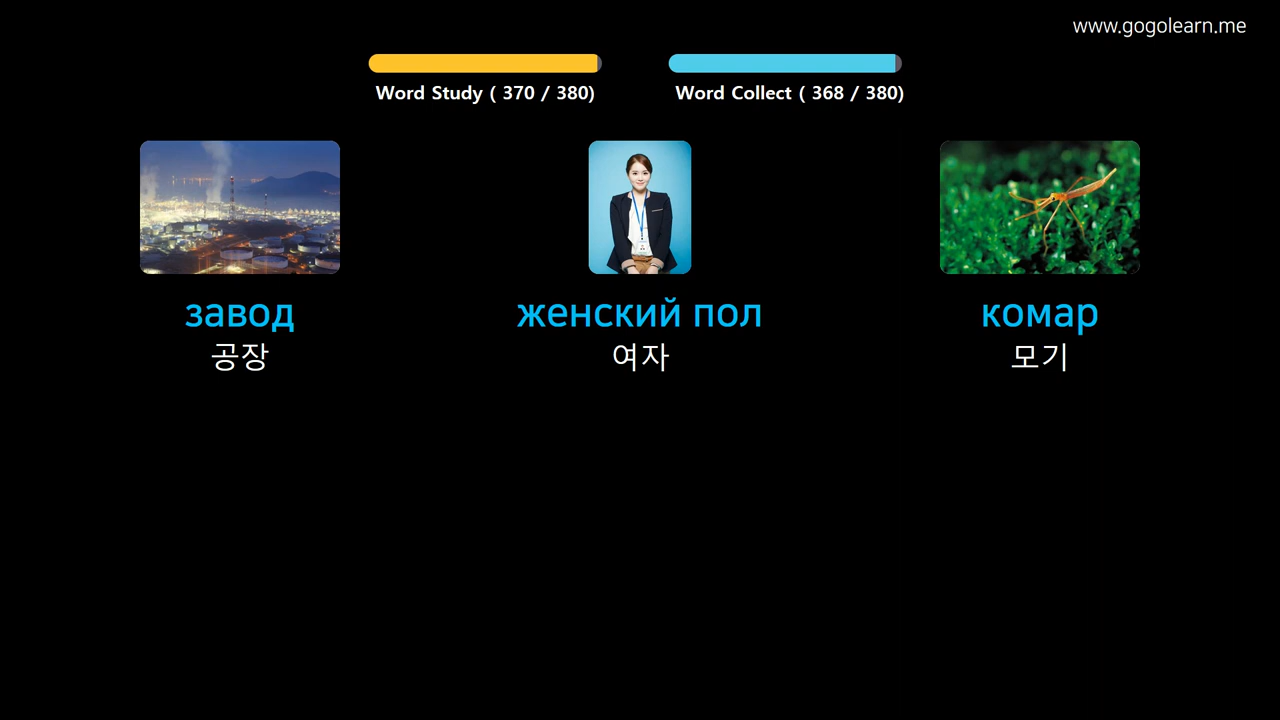 www.gogolearn.me
Word Study ( 370 / 380)
Word Collect ( 368 / 380)
завод
женский пол
комар
공장
여자
모기